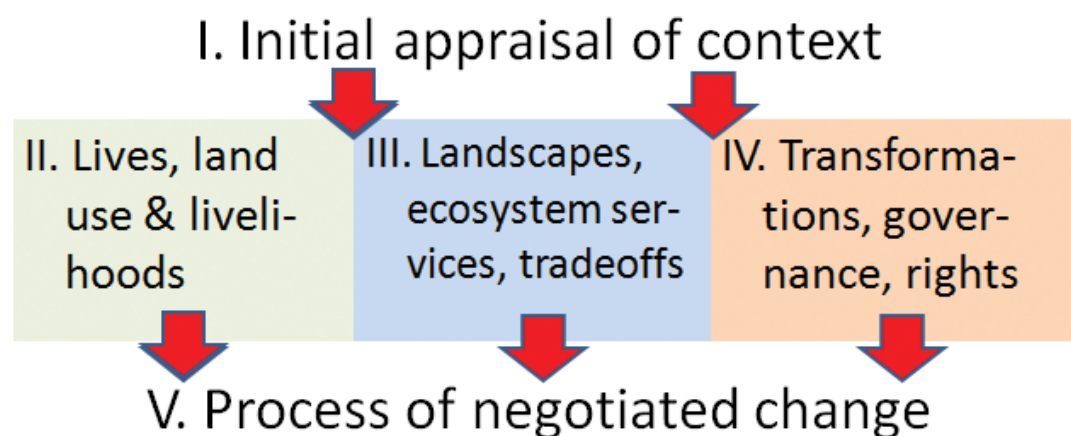 I. Initial appraisal of context
II. Lives, land
use & liveli-
hoods
III. Landscapes,
ecosystem ser-
vices, tradeoffs
IV. Transforma-
tions, gover-
nance, rights
V. Process of negotiated change